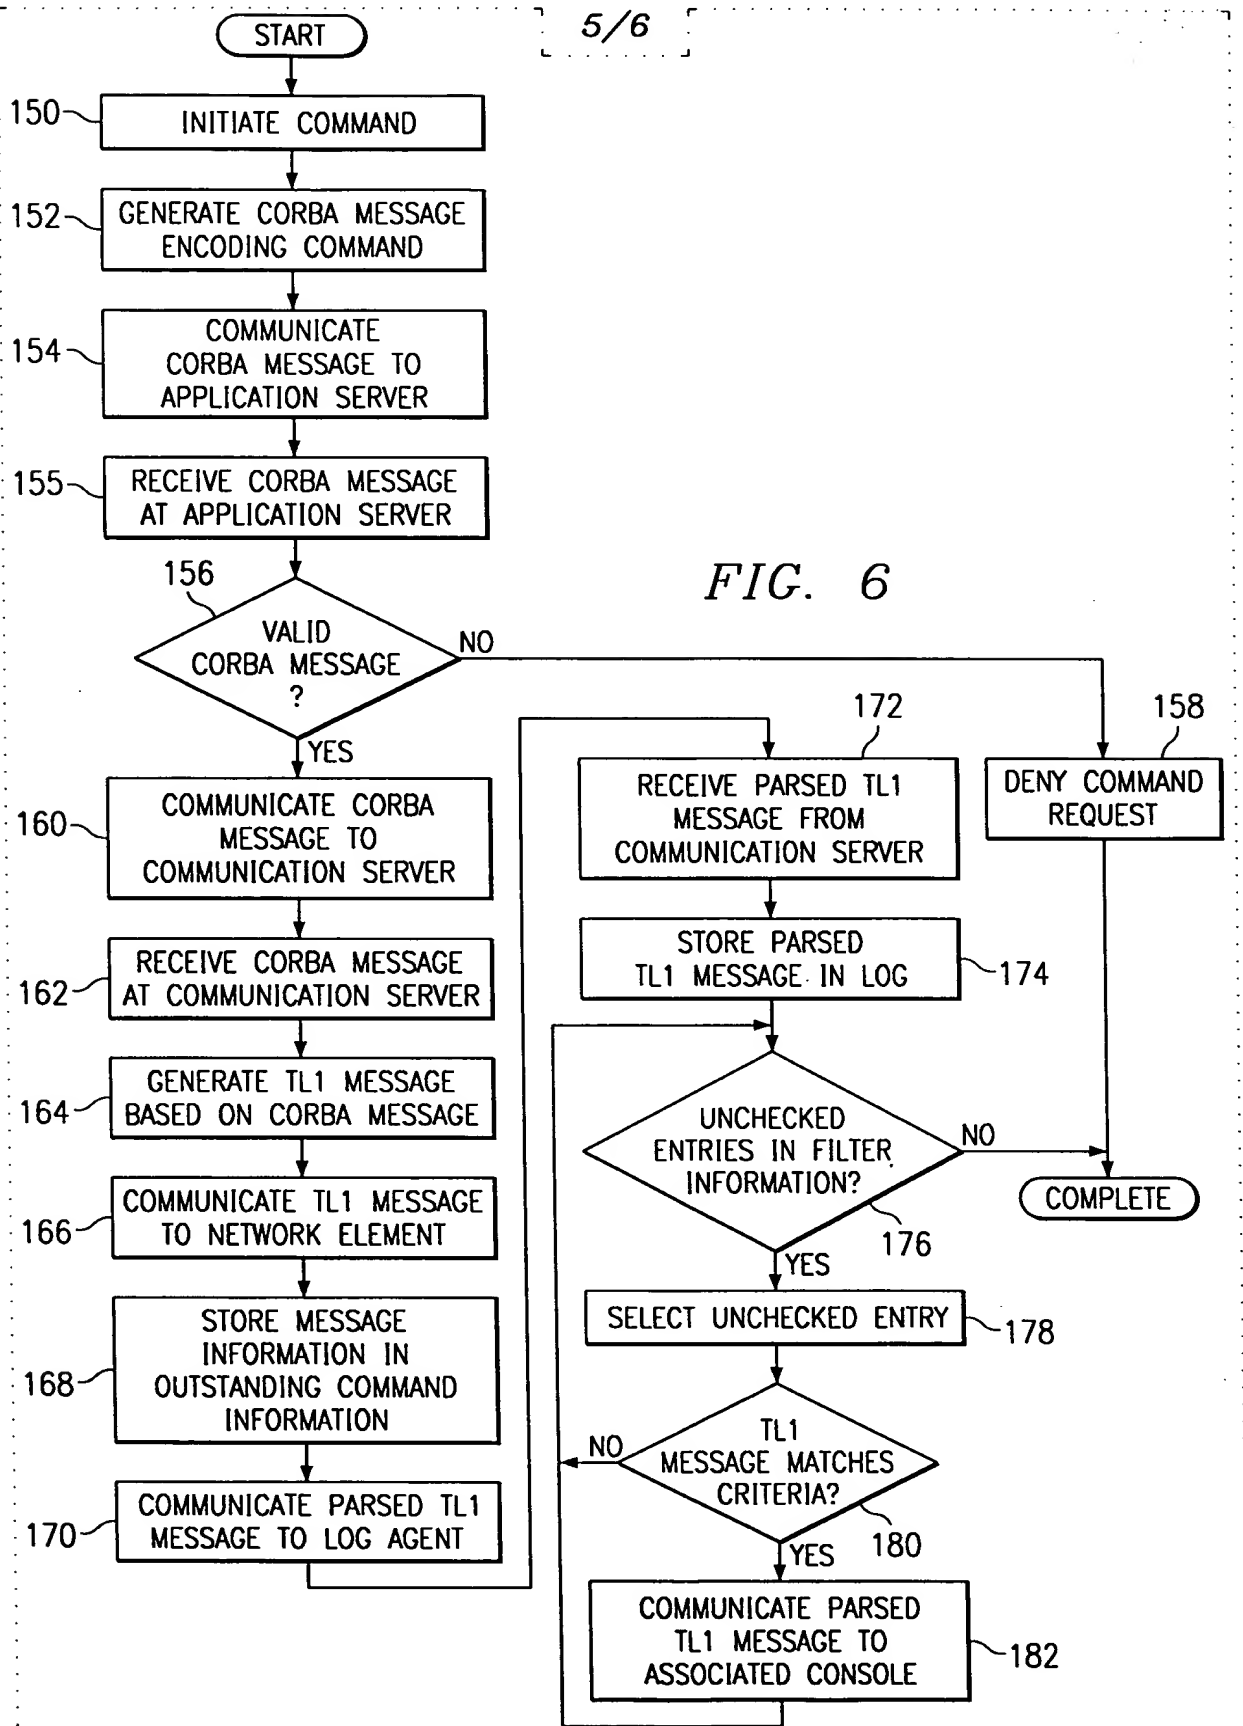 5/6
START
150
INITIATE COMMAND
152
GENERATE CORBA MESSAGE
ENCODING COMMAND
154
COMMUNICATE
CORBA MESSAGE TO
APPLICATION SERVER
155
RECEIVE CORBA MESSAGE
AT APPLICATION SERVER
FIG. 6
156
VALID
CORBA MESSAGE
?
NO
YES
158
DENY COMMAND
REQUEST
160
COMMUNICATE CORBA
MESSAGE TO
COMMUNICATION SERVER
162
RECEIVE CORBA MESSAGE
AT COMMUNICATION SERVER
164
GENERATE TL1 MESSAGE
BASED ON CORBA MESSAGE
166
COMMUNICATE TL1 MESSAGE
TO NETWORK ELEMENT
168
STORE MESSAGE
INFORMATION IN
OUTSTANDING COMMAND
INFORMATION
170
COMMUNICATE PARSED TL1
MESSAGE TO LOG AGENT
172
RECEIVE PARSED TL1
MESSAGE FROM
COMMUNICATION SERVER
STORE PARSED
TL1 MESSAGE IN LOG
174
UNCHECKED
ENTRIES IN FILTER
INFORMATION?
NO
176
YES
COMPLETE
SELECT UNCHECKED ENTRY
178
TL1
MESSAGE MATCHES
CRITERIA?
NO
180
YES
COMMUNICATE PARSED
TL1 MESSAGE TO
ASSOCIATED CONSOLE
182